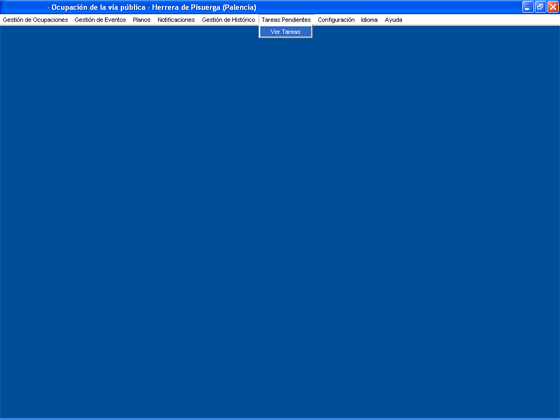 - Ocupación de la vía pública - Herrera de Pisuerga (Palencia)
Gestión de Ocupaciones Gestión de Eventos Planos Notificaciones Gestión de Histórico Tareas Pendientes Configuración Idioma Ayuda
Ver Tareas